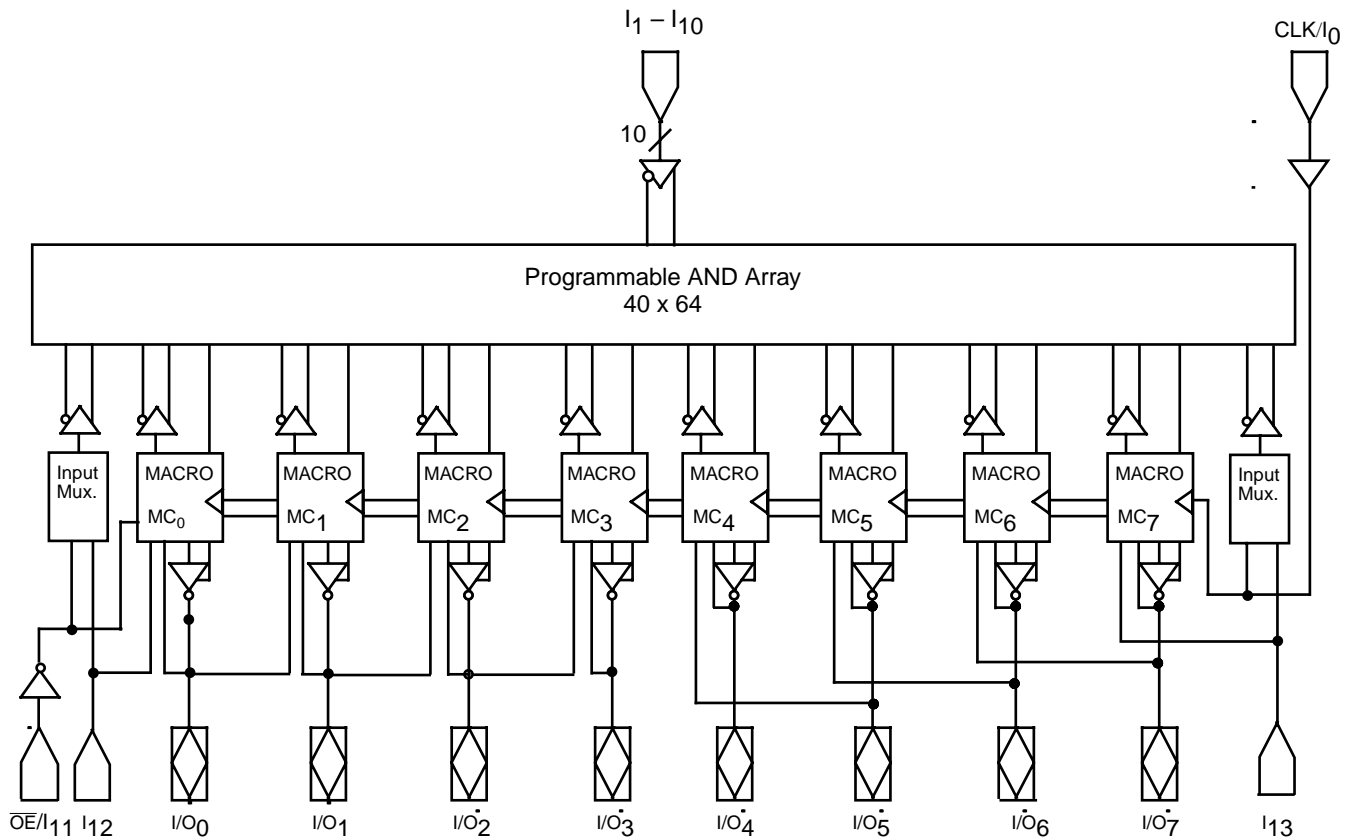 I1 – I10
CLK/I0
10
Programmable AND Array
40 x 64
Input
Mux.
MACRO
MC0
MACRO
MC1
MACRO
MC2
MACRO
MC3
MACRO
MC4
MACRO
MC5
MACRO
MC6
MACRO
MC7
Input
Mux.
O̅E̅/I11
I12
I/O0
I/O1
I/O2
I/O3
I/O4
I/O5
I/O6
I/O7
I13